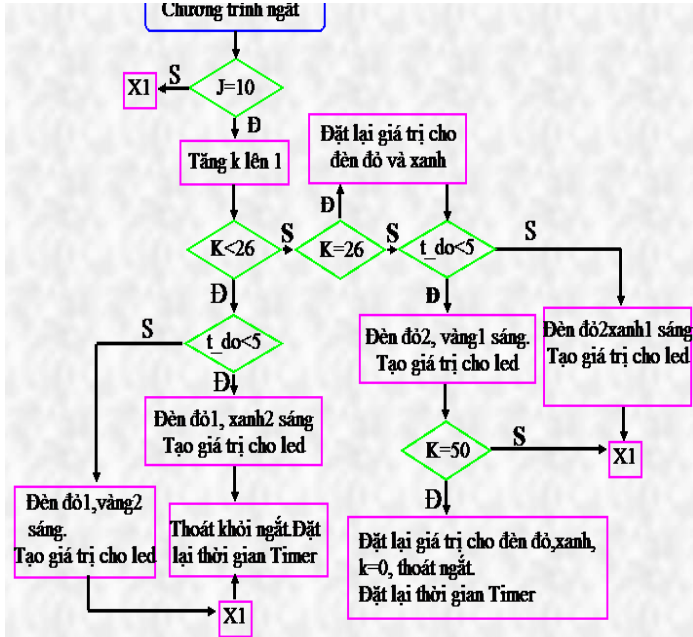 Chương trình ngắt
J=10
S
X1
Đ
Tăng k lên 1
Đặt lại giá trị cho
đèn đỏ và xanh
Đ
K<26
S
K=26
S
t_do<5
S
Đ
Đ
t_do<5
S
Đ
Đèn đỏ2, vàng1 sáng.
Tạo giá trị cho led
Đèn đỏ2xanh1 sáng
Tạo giá trị cho led
Đèn đỏ1, xanh2 sáng
Tạo giá trị cho led
K=50
S
X1
Đ
Đèn đỏ1,vàng2
sáng.
Tạo giá trị cho led
Thoát khỏi ngắt.Đặt
lại thời gian Timer
Đặt lại giá trị cho đèn đỏ,xanh,
k=0, thoát ngắt.
Đặt lại thời gian Timer
X1